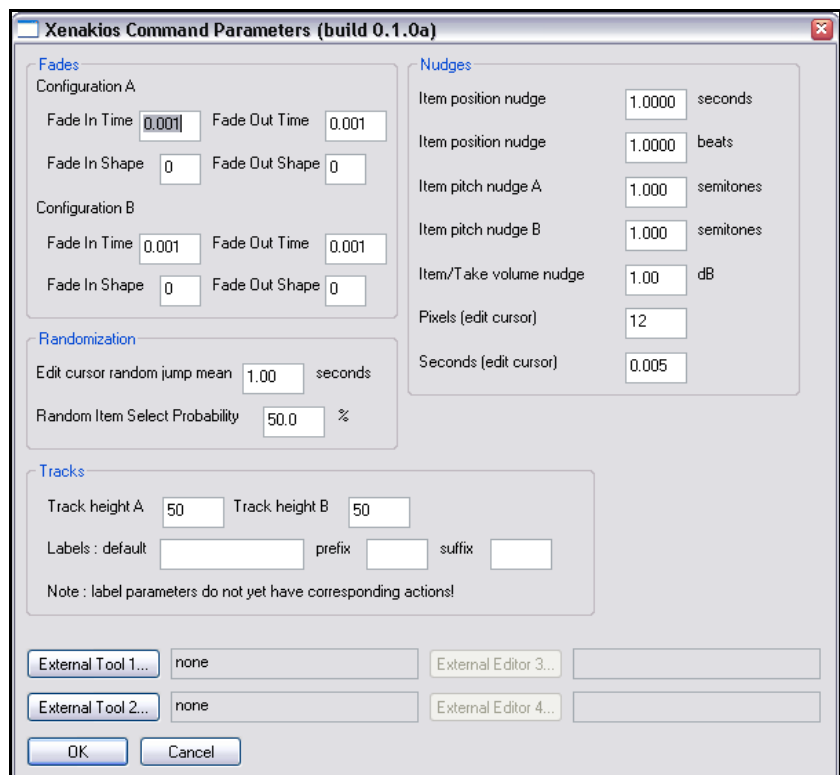 Xenakios Command Parameters (build 0.1.0a)
Fades
Configuration A
Fade In Time 0.001 Fade Out Time 0.001
Fade In Shape 0 Fade Out Shape 0
Configuration B
Fade In Time 0.001 Fade Out Time 0.001
Fade In Shape 0 Fade Out Shape 0
Nudges
Item position nudge 1.0000 seconds
Item position nudge 1.0000 beats
Item pitch nudge A 1.000 semitones
Item pitch nudge B 1.000 semitones
Item/Take volume nudge 1.00 dB
Pixels (edit cursor) 12
Seconds (edit cursor) 0.005
Randomization
Edit cursor random jump mean 1.00 seconds
Random Item Select Probability 50.0 %
Tracks
Track height A 50 Track height B 50
Labels : default prefix suffix
Note : label parameters do not yet have corresponding actions!
External Tool 1... none External Editor 3...
External Tool 2... none External Editor 4...
OK Cancel